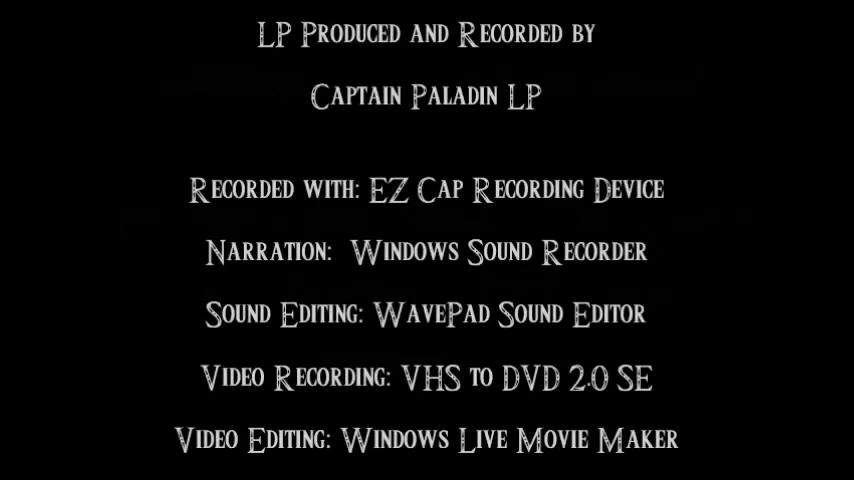 LP Produced and Recorded by
Captain Paladin LP
Recorded with: EZ Cap Recording Device
Narration: Windows Sound Recorder
Sound Editing: WavePad Sound Editor
Video Recording: VHS to DVD 2.0 SE
Video Editing: Windows Live Movie Maker